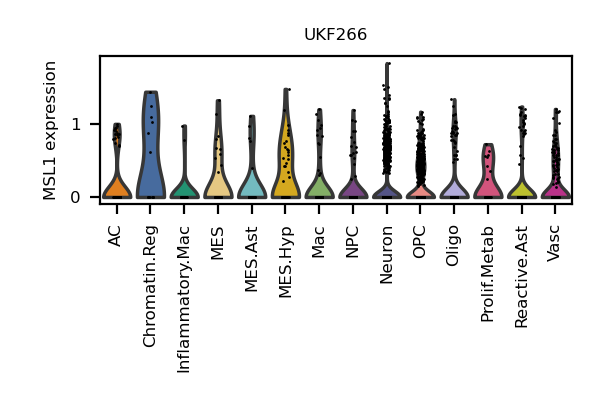 UKF266
MSL1 expression
1
0
AC
Chromatin.Reg
Inflammatory.Mac
MES
MES.Ast
MES.Hyp
Mac
NPC
Neuron
OPC
Oligo
Prolif.Metab
Reactive.Ast
Vasc